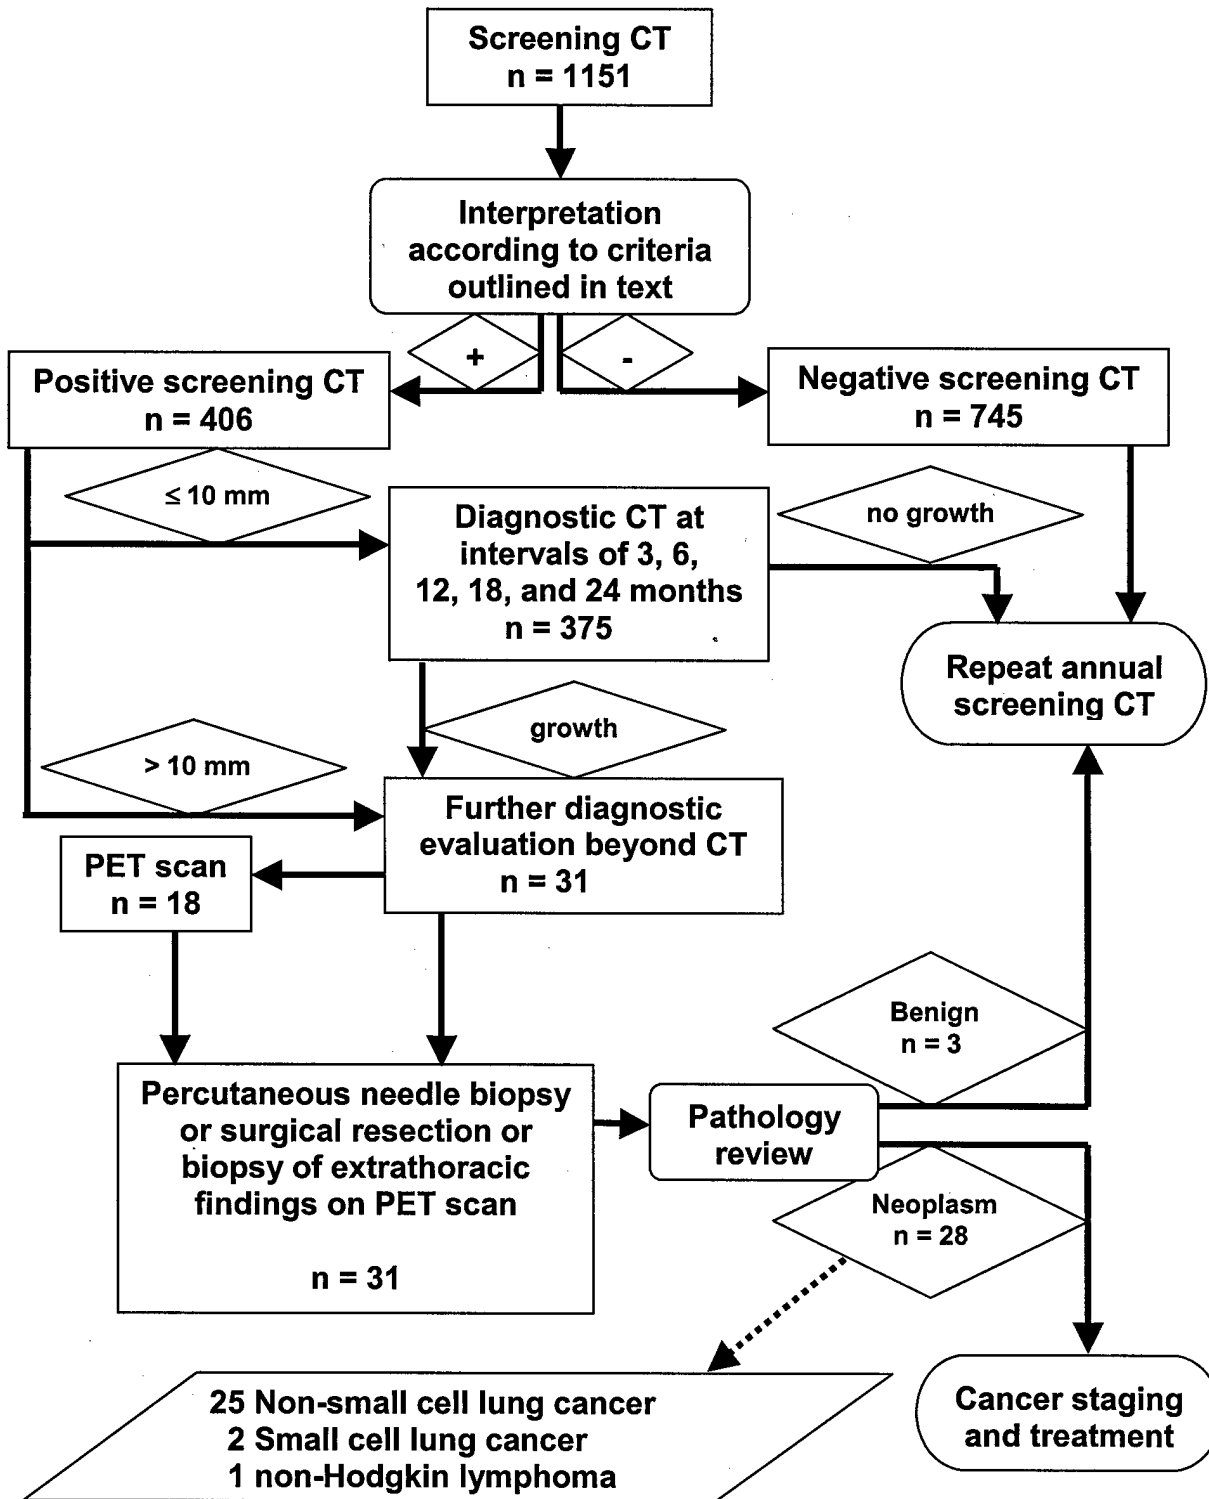 Screening CT
n = 1151
Interpretation
according to criteria
outlined in text
+
-
Positive screening CT
n = 406
Negative screening CT
n = 745
≤ 10 mm
Diagnostic CT at
intervals of 3, 6,
12, 18, and 24 months
n = 375
no growth
Repeat annual
screening CT
growth
> 10 mm
Further diagnostic
evaluation beyond CT
n = 31
PET scan
n = 18
Benign
n = 3
Percutaneous needle biopsy
or surgical resection or
biopsy of extrathoracic
findings on PET scan
n = 31
Pathology
review
Neoplasm
n = 28
25 Non-small cell lung cancer
2 Small cell lung cancer
1 non-Hodgkin lymphoma
Cancer staging
and treatment